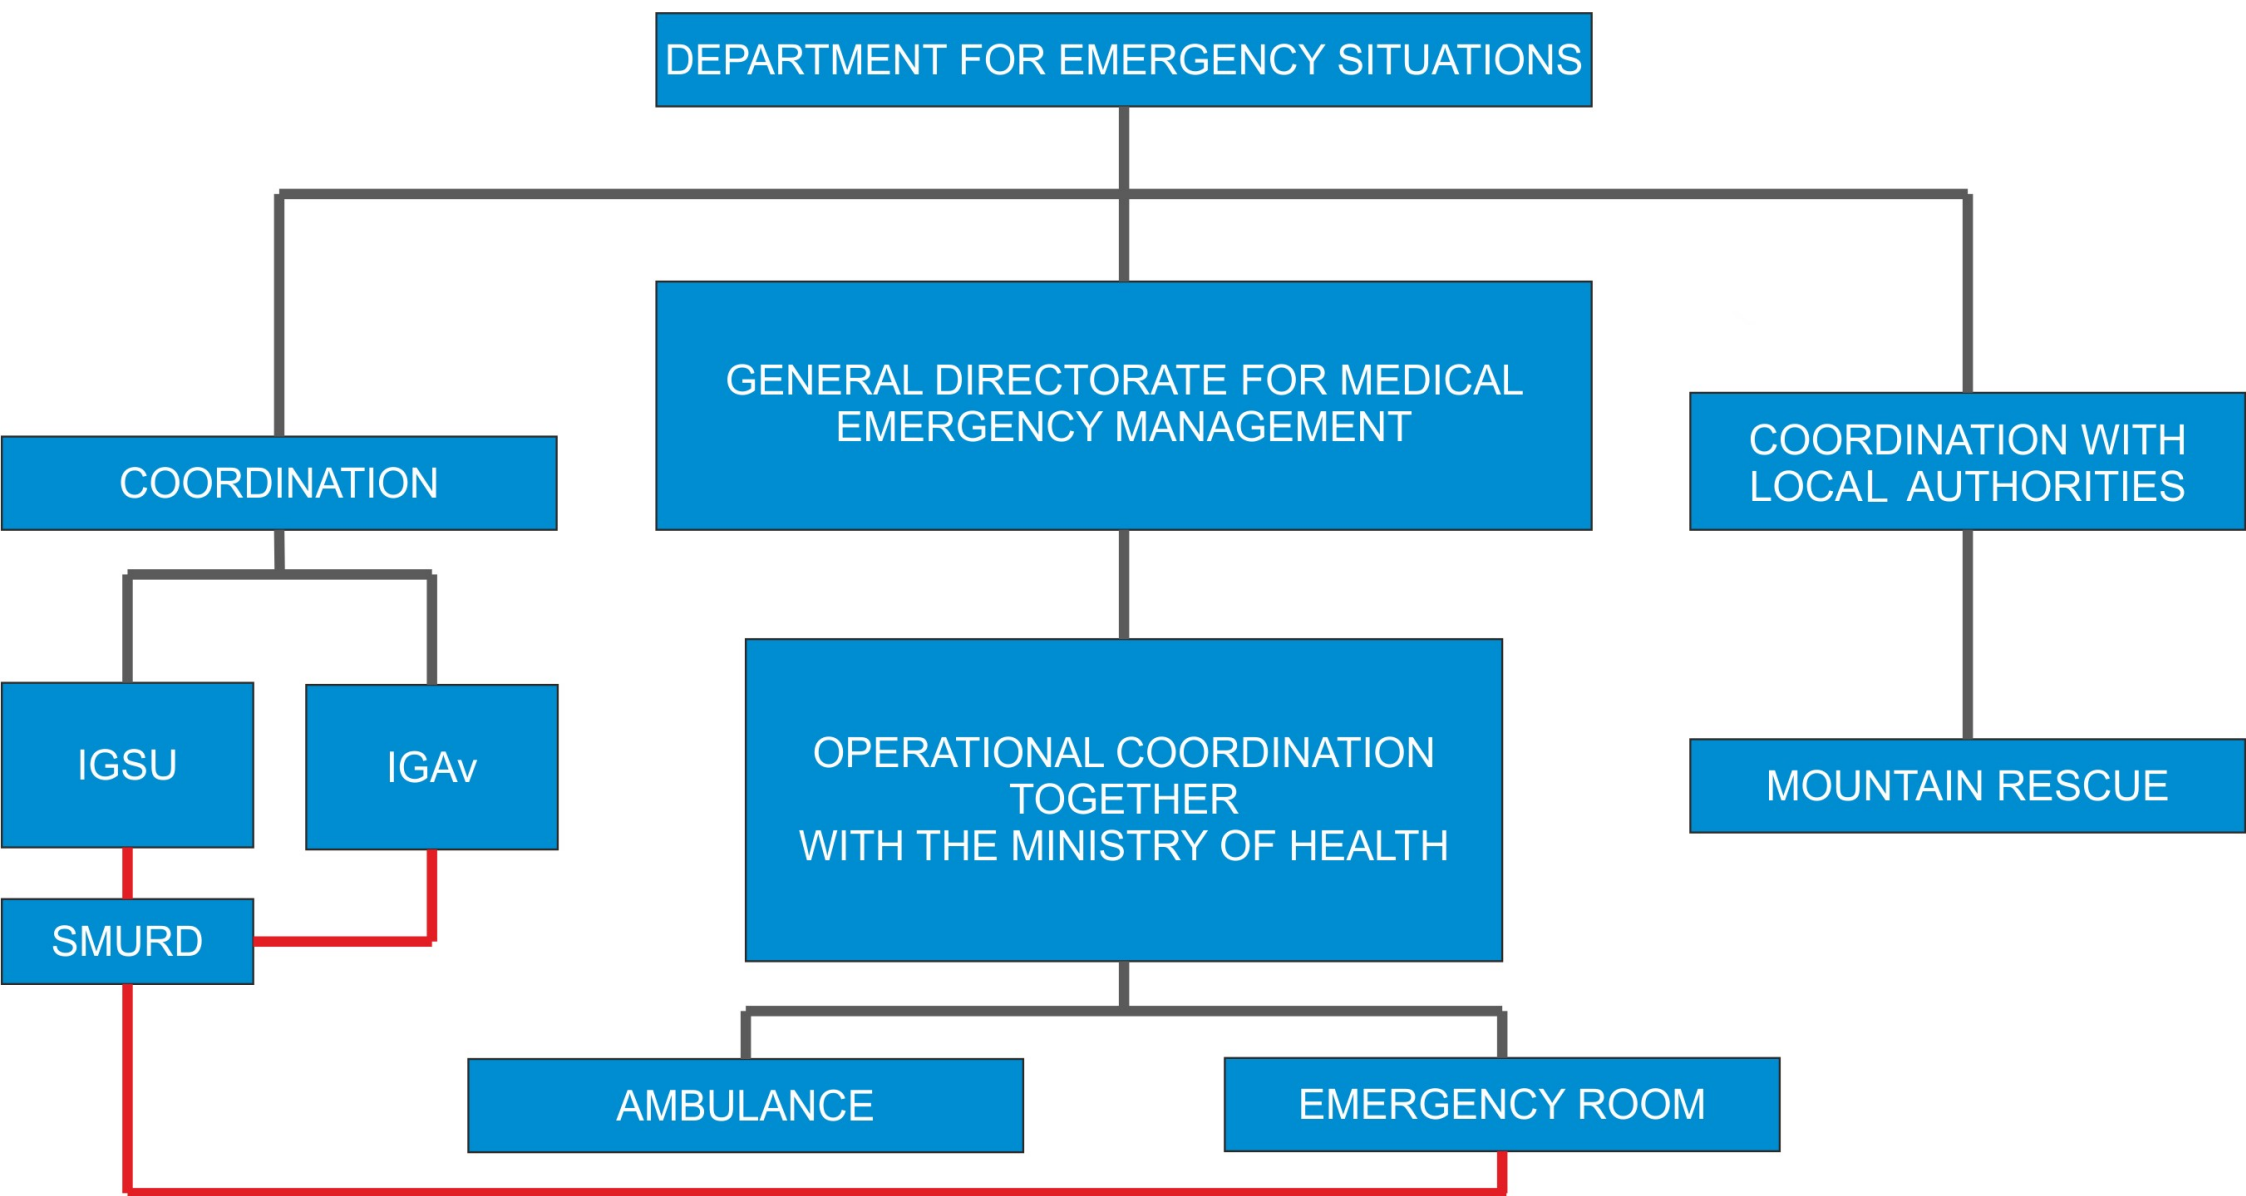 DEPARTMENT FOR EMERGENCY SITUATIONS
GENERAL DIRECTORATE FOR MEDICAL
EMERGENCY MANAGEMENT
COORDINATION
COORDINATION WITH
LOCAL AUTHORITIES
IGSU
IGAv
OPERATIONAL COORDINATION
TOGETHER
WITH THE MINISTRY OF HEALTH
MOUNTAIN RESCUE
SMURD
AMBULANCE
EMERGENCY ROOM